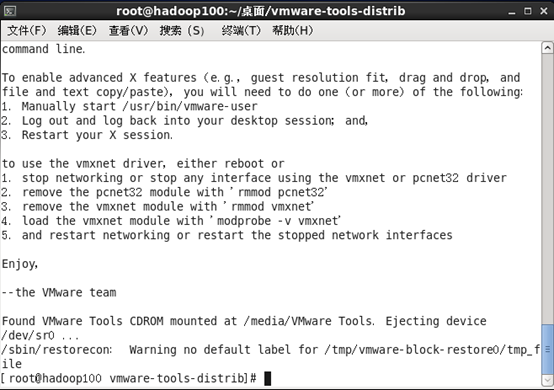 root@hadoop100:~/桌面/vmware-tools-distrib
文件(F) 编辑(E) 查看(V) 搜索 (S) 终端(T) 帮助(H)
command line.
To enable advanced X features (e.g., guest resolution fit, drag and drop, and
file and text copy/paste), you will need to do one (or more) of the following:
1. Manually start /usr/bin/vmware-user
2. Log out and log back into your desktop session; and,
3. Restart your X session.
to use the vmxnet driver, either reboot or
1. stop networking or stop any interface using the vmxnet or pcnet32 driver
2. remove the pcnet32 module with 'rmmod pcnet32'
3. remove the vmxnet module with 'rmmod vmxnet'
4. load the vmxnet module with 'modprobe -v vmxnet'
5. and restart networking or restart the stopped network interfaces
Enjoy,
--the VMware team
Found VMware Tools CDROM mounted at /media/VMware Tools. Ejecting device
/dev/sr0 ...
/sbin/restorecon: Warning no default label for /tmp/vmware-block-restore0/tmp_f
ile
[root@hadoop100 vmware-tools-distrib]#